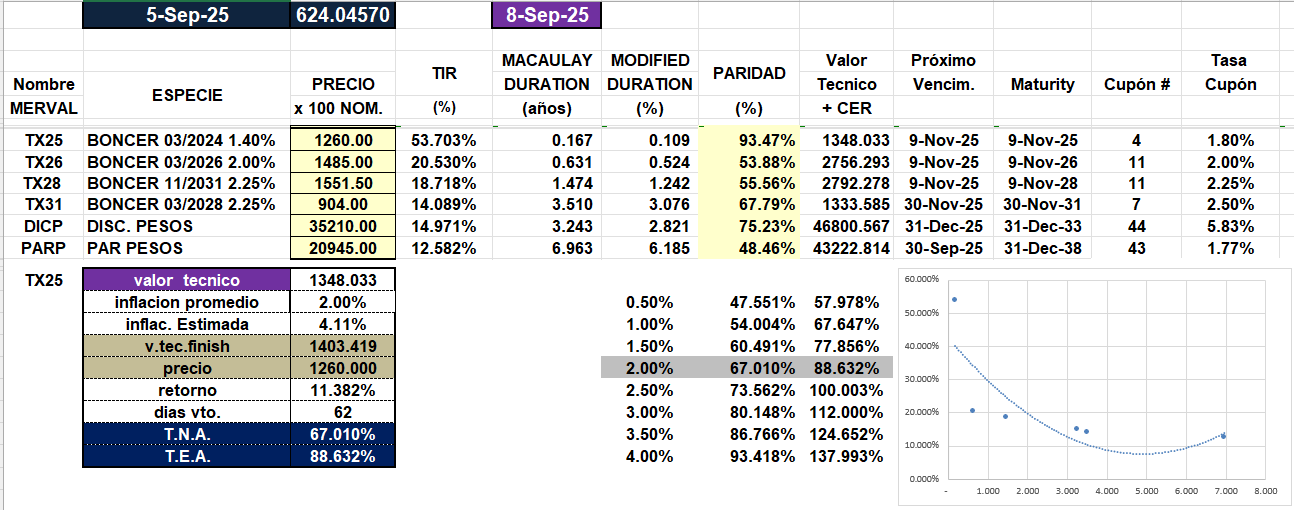 5-Sep-25 624.04570 8-Sep-25
MACAULAY MODIFIED Valor Próximo Tasa
TIR PARIDAD
Nombre DURATION DURATION Tecnico Vencim. Maturity Cupón # Cupón
ESPECIE PRECIO
MERVAL x 100 NOM. (%) (años) (%) (%) + CER
TX25 BONCER 03/2024 1.40% 1260.00 53.703% 0.167 0.109 93.47% 1348.033 9-Nov-25 9-Nov-25 4 1.80%
TX26 BONCER 03/2026 2.00% 1485.00 20.530% 0.631 0.524 53.88% 2756.293 9-Nov-25 9-Nov-26 11 2.00%
TX28 BONCER 11/2031 2.25% 1551.50 18.718% 1.474 1.242 55.56% 2792.278 9-Nov-25 9-Nov-28 11 2.25%
TX31 BONCER 03/2028 2.25% 904.00 14.089% 3.510 3.076 67.79% 1333.585 30-Nov-25 30-Nov-31 7 2.50%
DICP DISC. PESOS 35210.00 14.971% 3.243 2.821 75.23% 46800.567 31-Dec-25 31-Dec-33 44 5.83%
PARP PAR PESOS 20945.00 12.582% 6.963 6.185 48.46% 43222.814 30-Sep-25 31-Dec-38 43 1.77%
TX25 valor tecnico 1348.033
inflacion promedio 2.00% 0.50% 47.551% 57.978%
inflac. Estimada 4.11% 1.00% 54.004% 67.647%
v.tec.finish 1403.419 1.50% 60.491% 77.856%
precio 1260.000 2.00% 67.010% 88.632%
retorno 11.382% 2.50% 73.562% 100.003%
dias vto. 62 3.00% 80.148% 112.000%
T.N.A. 67.010% 3.50% 86.766% 124.652%
T.E.A. 88.632% 4.00% 93.418% 137.993%
60.000%
50.000%
40.000%
30.000%
20.000%
10.000%
0.000%
- 1.000 2.000 3.000 4.000 5.000 6.000 7.000 8.000